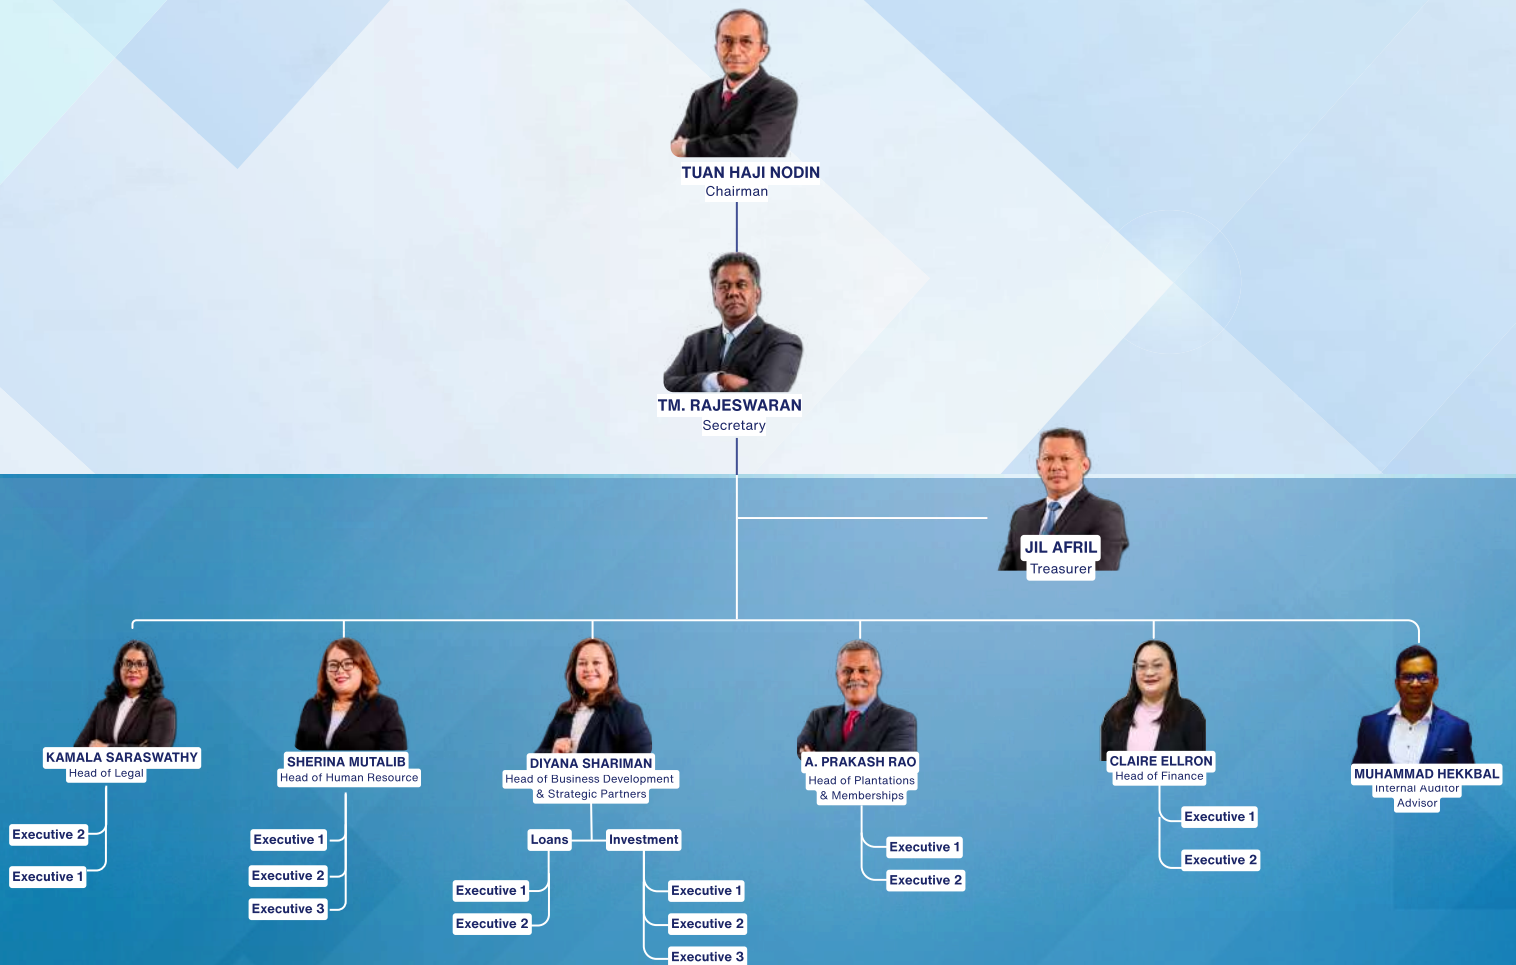 TUAN HAJI NODIN
Chairman
TM. RAJESWARAN
Secretary
JIL AFRIL
Treasurer
KAMALA SARASWATHY
Head of Legal
Executive 2
Executive 1
SHERINA MUTALIB
Head of Human Resource
Executive 1
Executive 2
Executive 3
DIYANA SHARIMAN
Head of Business Development
& Strategic Partners
Loans
Executive 1
Executive 2
Investment
Executive 1
Executive 2
Executive 3
A. PRAKASH RAO
Head of Plantations
& Memberships
Executive 1
Executive 2
CLAIRE ELLRON
Head of Finance
Executive 1
Executive 2
MUHAMMAD HEKKBAL
Internal Auditor
Advisor